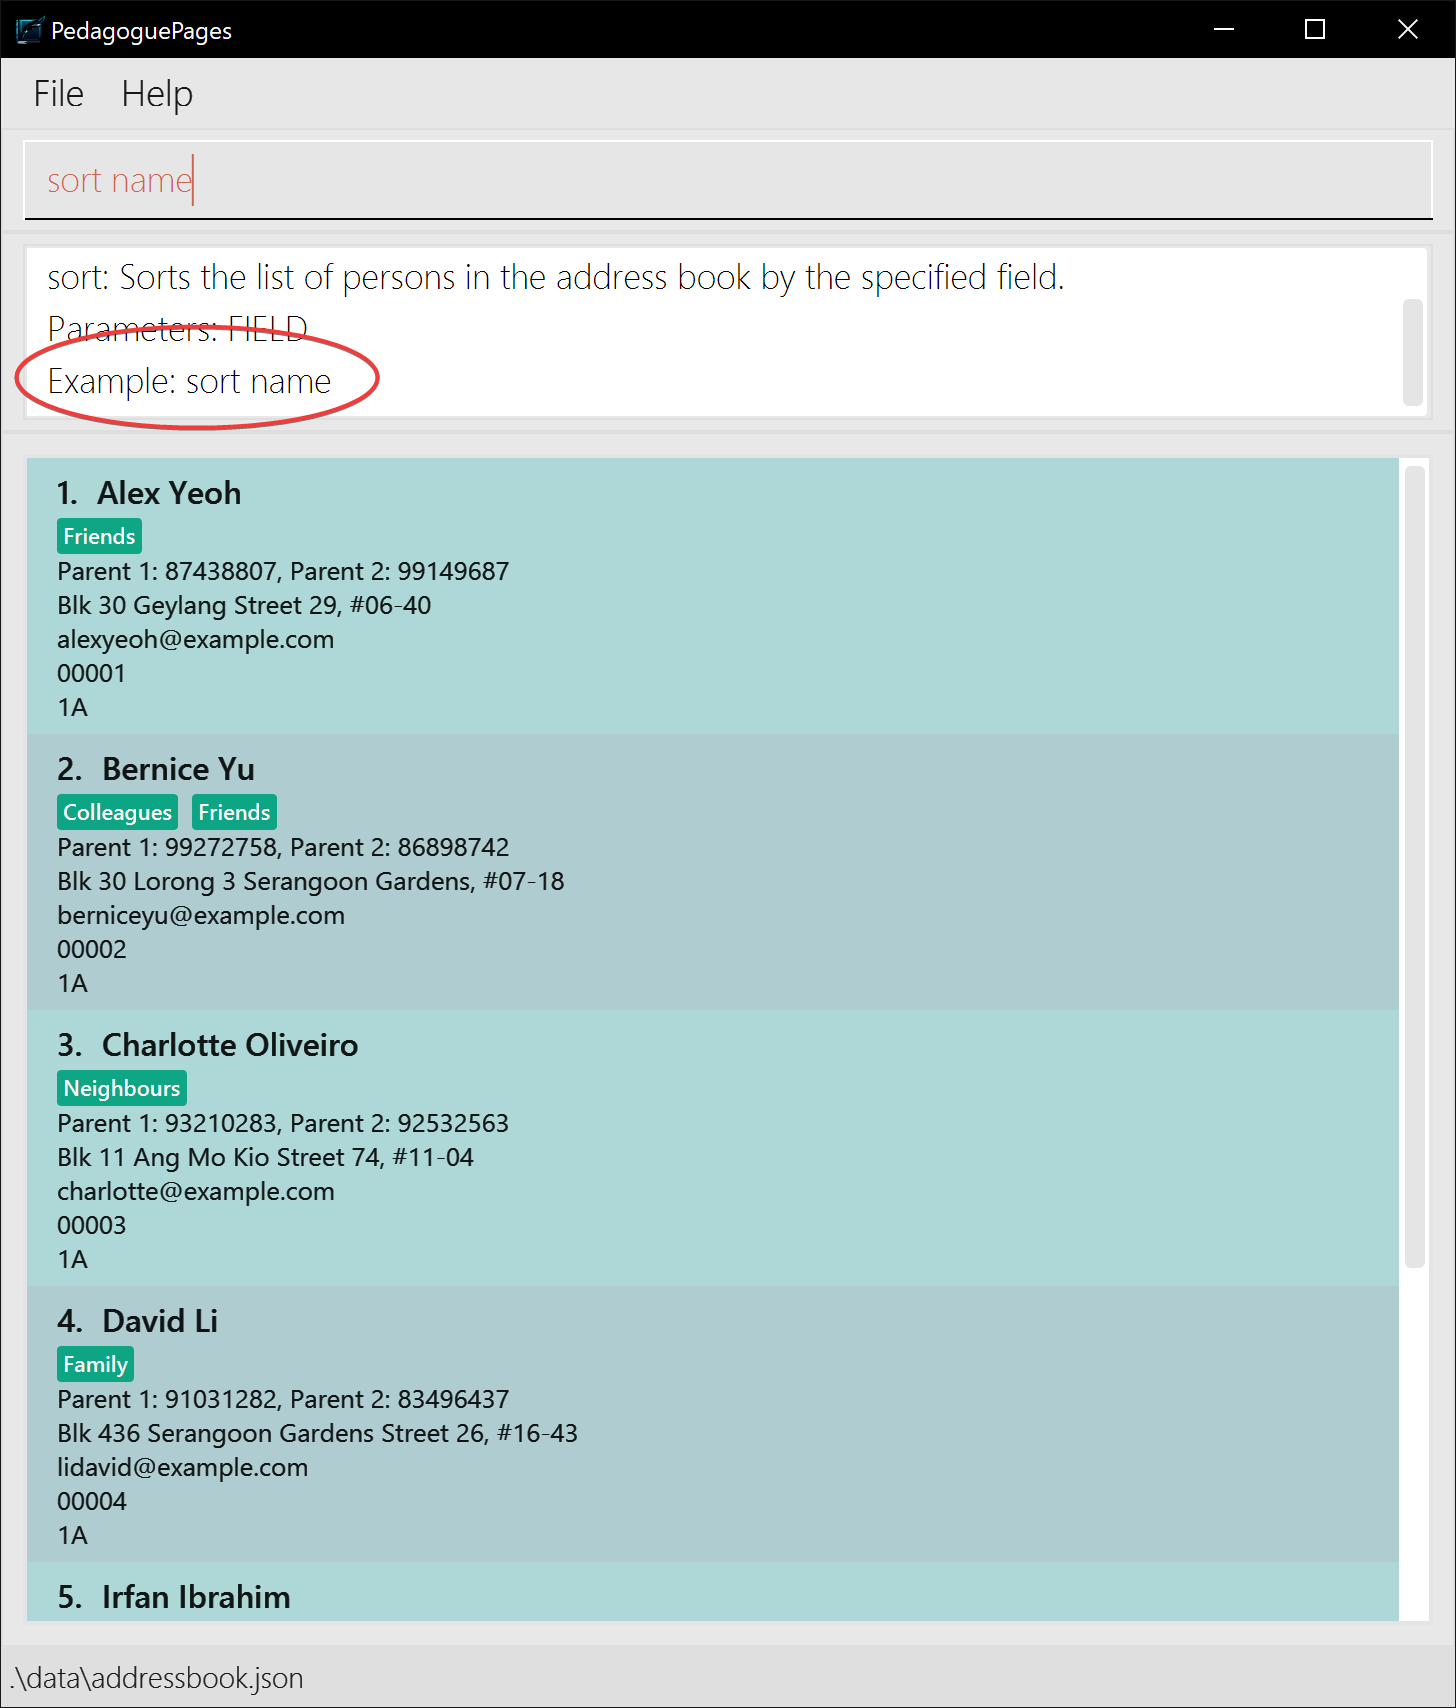 PedagoguePages
File Help
sort name
sort: Sorts the list of persons in the address book by the specified field.
Parameters: FIELD
Example: sort name
1. Alex Yeoh
Friends
Parent 1: 87438807, Parent 2: 99149687
Blk 30 Geylang Street 29, #06-40
alexyeoh@example.com
00001
1A
2. Bernice Yu
Colleagues Friends
Parent 1: 99272758, Parent 2: 86898742
Blk 30 Lorong 3 Serangoon Gardens, #07-18
berniceyu@example.com
00002
1A
3. Charlotte Oliveiro
Neighbours
Parent 1: 93210283, Parent 2: 92532563
Blk 11 Ang Mo Kio Street 74, #11-04
charlotte@example.com
00003
1A
4. David Li
Family
Parent 1: 91031282, Parent 2: 83496437
Blk 436 Serangoon Gardens Street 26, #16-43
lidavid@example.com
00004
1A
5. Irfan Ibrahim
.\data\addressbook.json